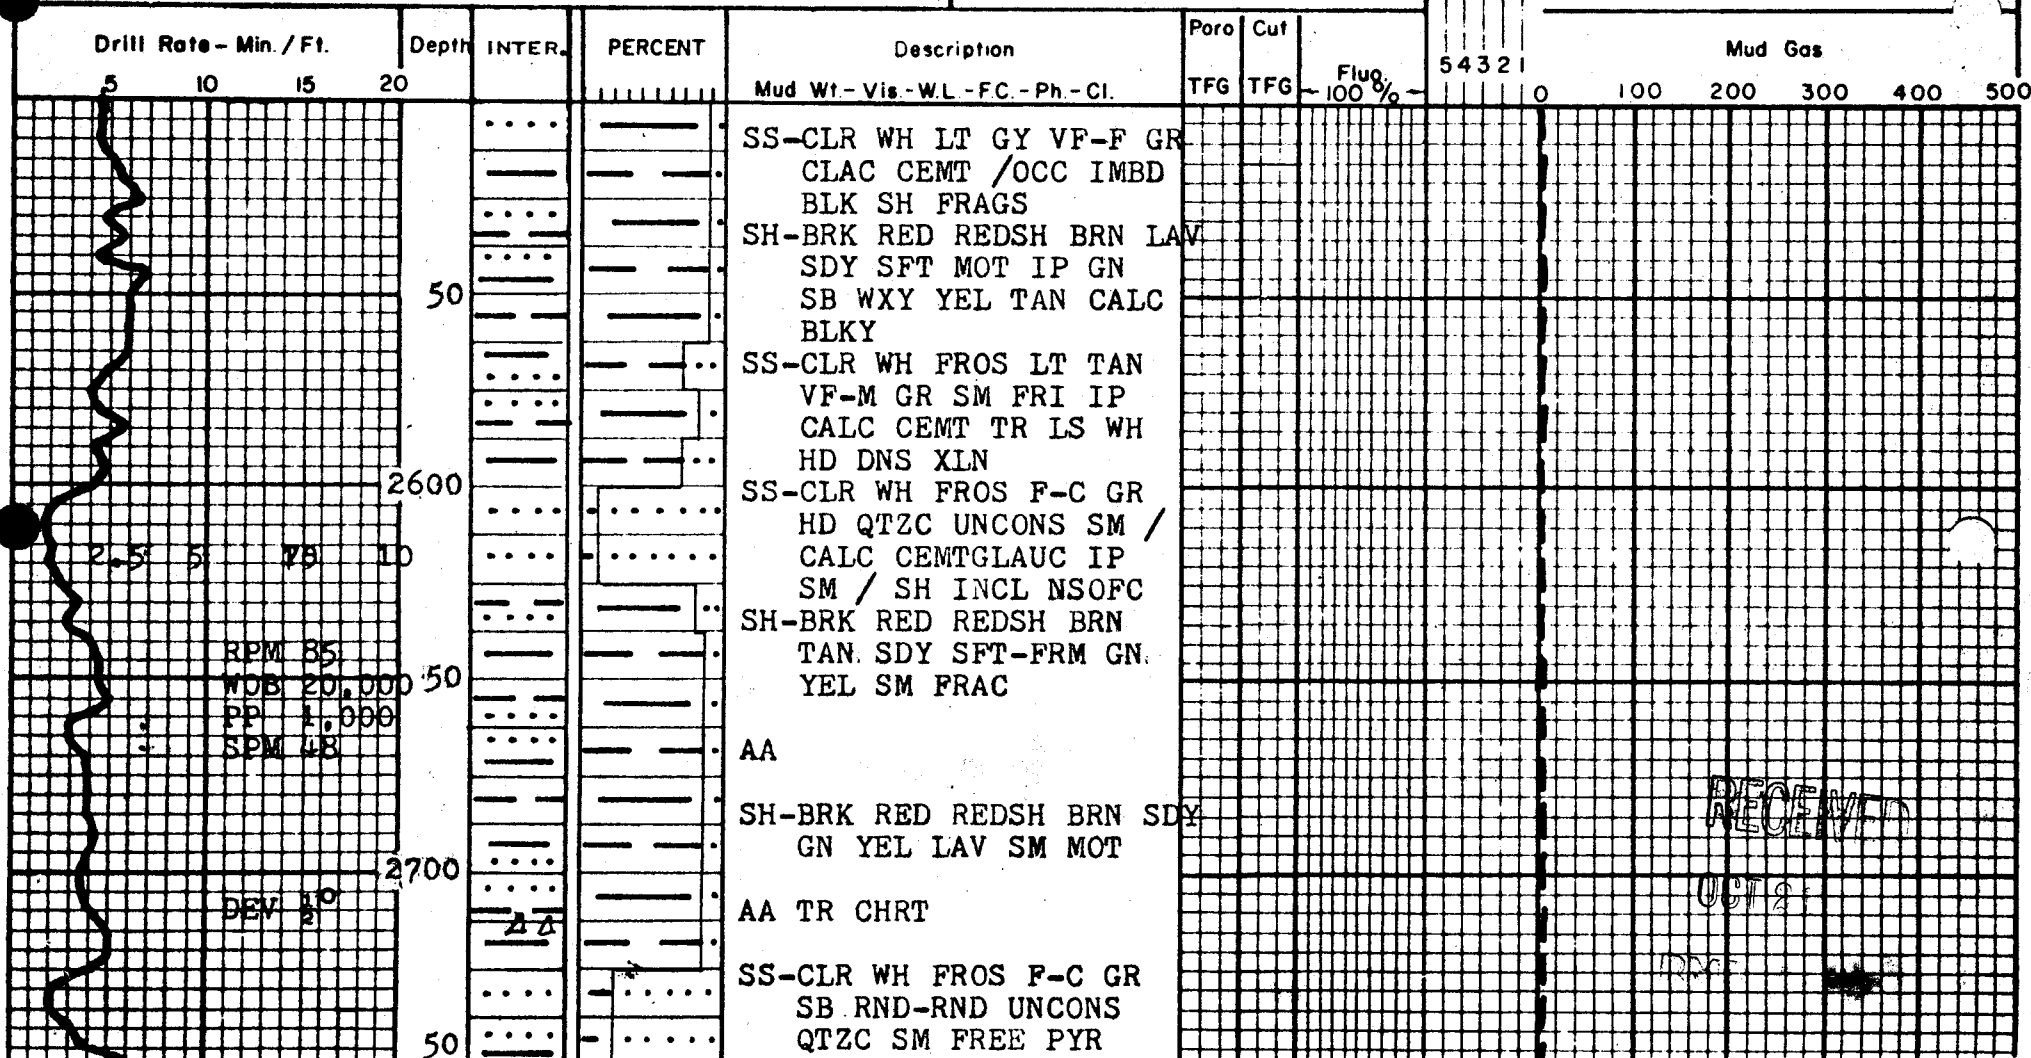 Drill Rate - Min./Ft.
5 10 15 20
Depth
INTER.
PERCENT
Description
Mud Wt.- Vis.- W.L.- F.C.- Ph.- Cl.
Poro Cut
TFG TFG
Fluo.
100 %
5 4 3 2 1
Mud Gas
0 100 200 300 400 500
SS-CLR WH LT GY VF-F GR
CLAC CEMT /OCC IMBD
BLK SH FRAGS
SH-BRK RED REDSH BRN LAV
SDY SFT MOT IP GN
50
SB WXY YEL TAN CALC
BLKY
SS-CLR WH FROS LT TAN
VF-M GR SM FRI IP
CALC CEMT TR LS WH
HD DNS XLN
2600
SS-CLR WH FROS F-C GR
HD QTZC UNCONS SM /
2.5 5 10
CALC CEMTGLAUC IP
SM / SH INCL NSOFC
SH-BRK RED REDSH BRN
RPM 85
TAN SDY SFT-FRM GN
WOB 20,000
50
YEL SM FRAC
PP 1,000
SPM 48
AA
SH-BRK RED REDSH BRN SDY
GN YEL LAV SM MOT
RECEIVED
2700
DEV ½°
AA TR CHRT
OCT 2
SS-CLR WH FROS F-C GR
SB RND-RND UNCONS
50
QTZC SM FREE PYR